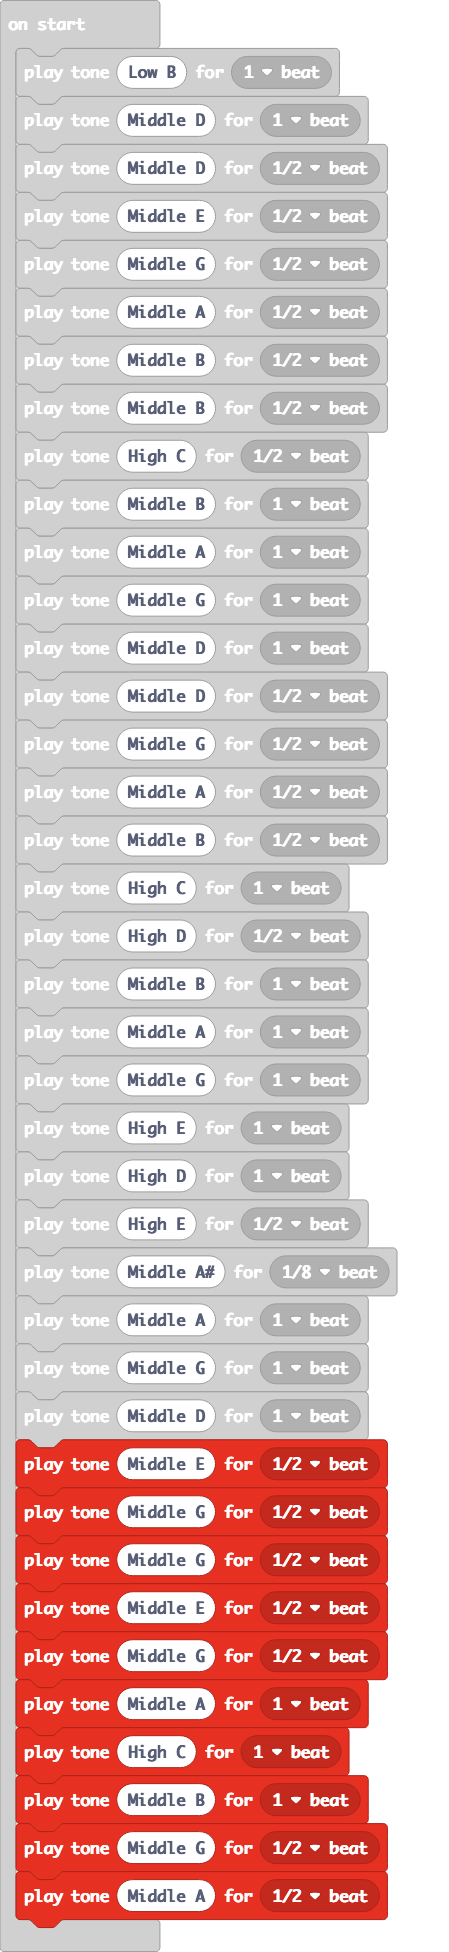 on start
play tone Low B for 1 beat
play tone Middle D for 1 beat
play tone Middle D for 1/2 beat
play tone Middle E for 1/2 beat
play tone Middle G for 1/2 beat
play tone Middle A for 1/2 beat
play tone Middle B for 1/2 beat
play tone Middle B for 1/2 beat
play tone High C for 1/2 beat
play tone Middle B for 1 beat
play tone Middle A for 1 beat
play tone Middle G for 1 beat
play tone Middle D for 1 beat
play tone Middle D for 1/2 beat
play tone Middle G for 1/2 beat
play tone Middle A for 1/2 beat
play tone Middle B for 1/2 beat
play tone High C for 1 beat
play tone High D for 1/2 beat
play tone Middle B for 1 beat
play tone Middle A for 1 beat
play tone Middle G for 1 beat
play tone High E for 1 beat
play tone High D for 1 beat
play tone High E for 1/2 beat
play tone Middle A# for 1/8 beat
play tone Middle A for 1 beat
play tone Middle G for 1 beat
play tone Middle D for 1 beat
play tone Middle E for 1/2 beat
play tone Middle G for 1/2 beat
play tone Middle G for 1/2 beat
play tone Middle E for 1/2 beat
play tone Middle G for 1/2 beat
play tone Middle A for 1 beat
play tone High C for 1 beat
play tone Middle B for 1 beat
play tone Middle G for 1/2 beat
play tone Middle A for 1/2 beat